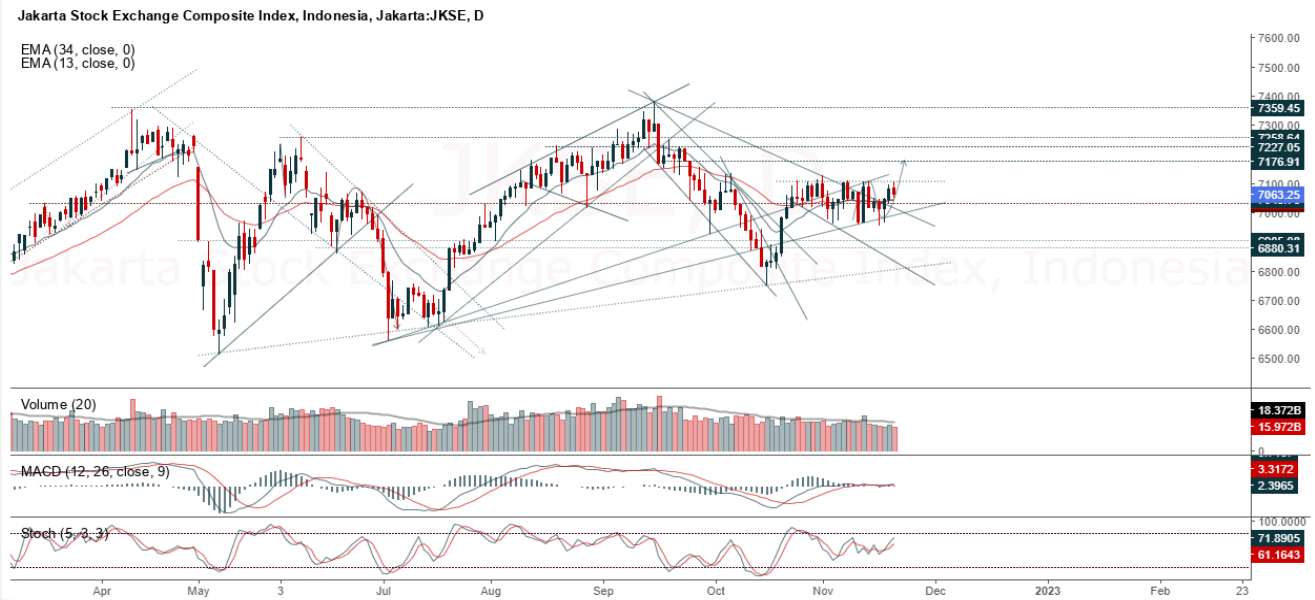 Jakarta Stock Exchange Composite Index, Indonesia, Jakarta:JKSE, D
EMA (34, close, 0)
EMA (13, close, 0)
7600.00
7500.00
7400.00
7359.45
7300.00
7258.64
7227.05
7176.91
7100.00
7063.25
7000.00
6880.31
6800.00
6700.00
6600.00
6500.00
Jakarta Stock Exchange Composite Index, Indonesia
Volume (20)
18.372B
15.972B
0
MACD (12, 26, close, 9)
3.3172
2.3965
Stoch (5, 3, 3)
100.0000
71.8905
61.1643
Apr May 3 Jul Aug Sep Oct Nov Dec 2023 Feb 23